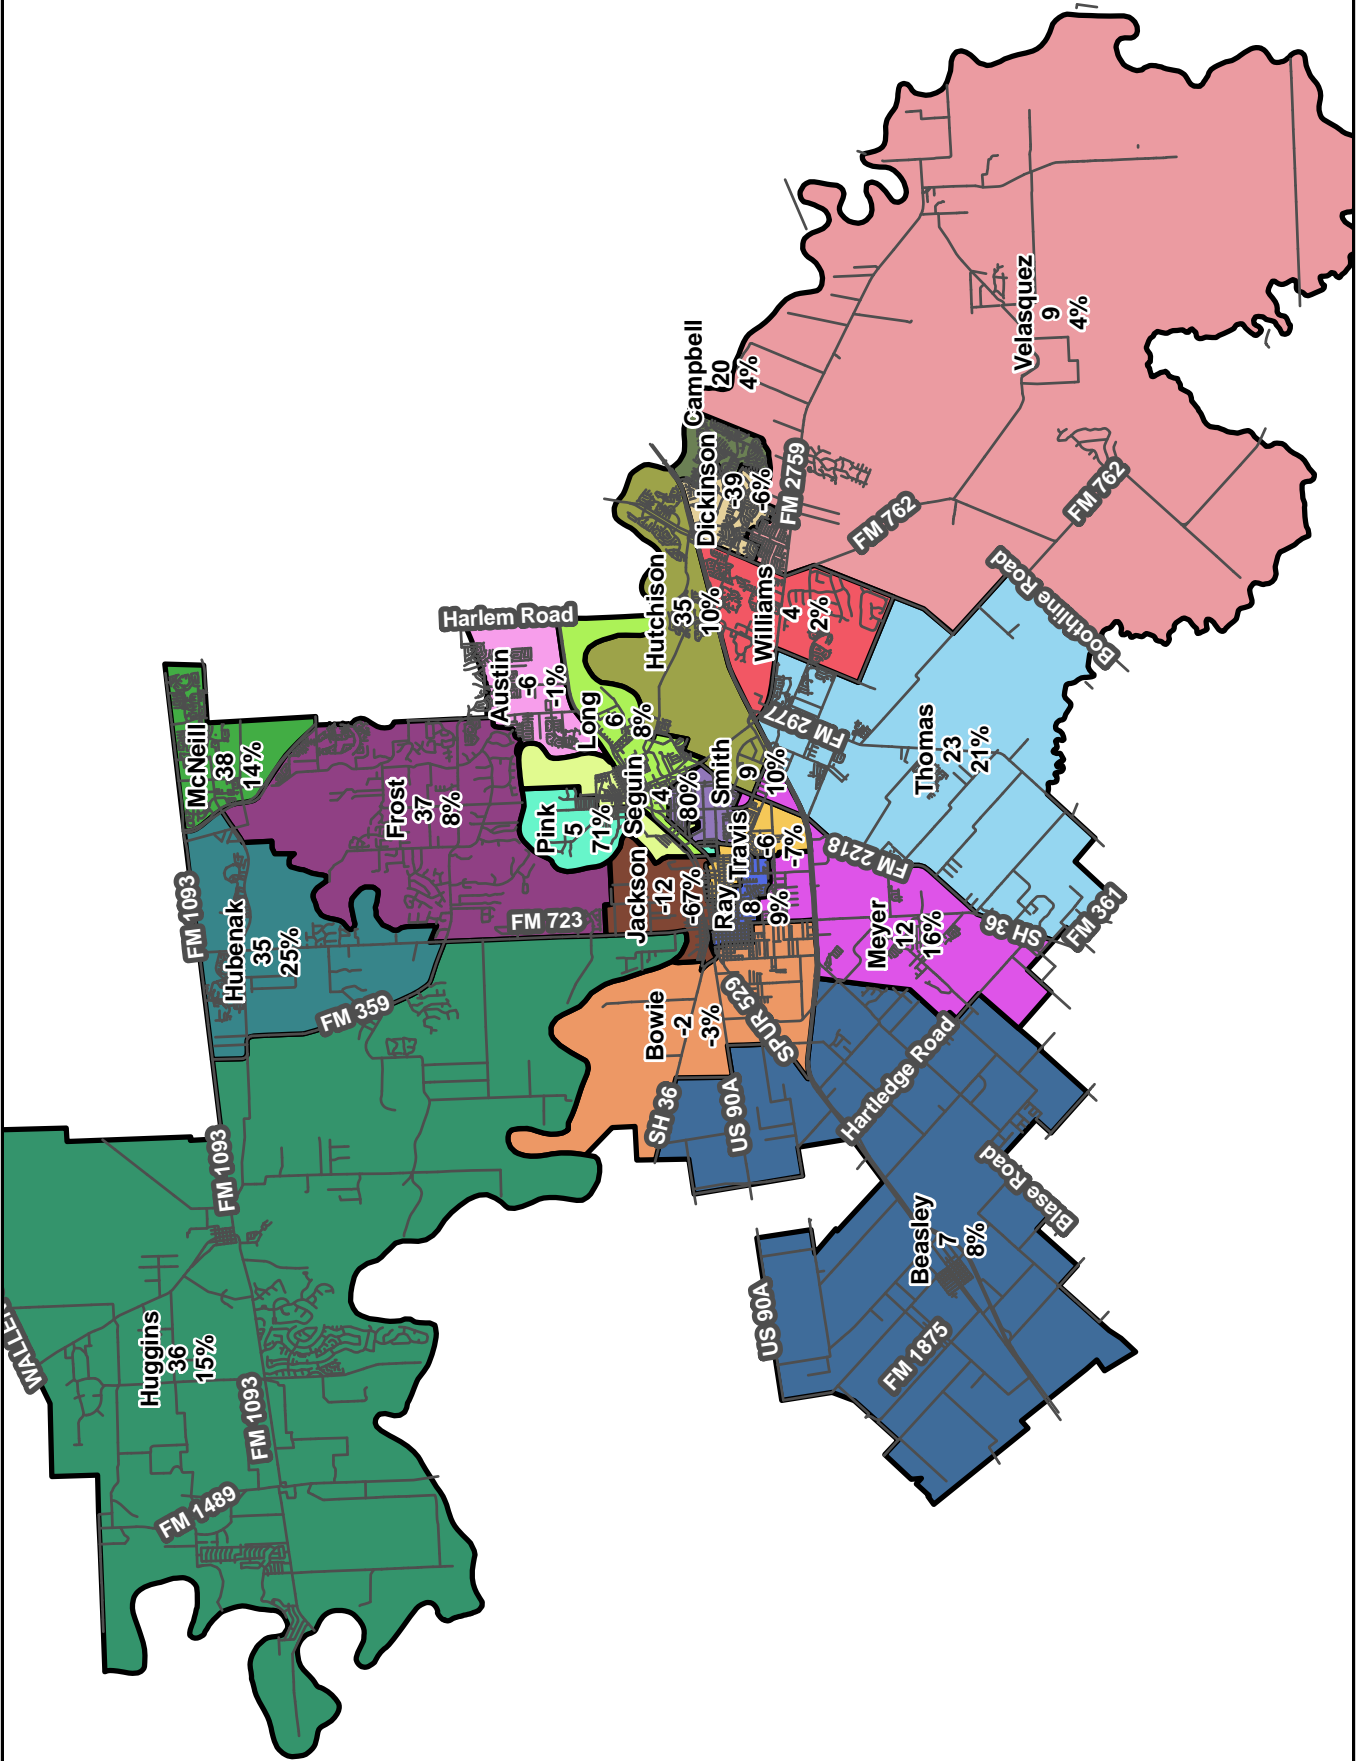 WALLER
Huggins
36
15%
FM 1093
FM 1489
FM 1093
FM 1093
Hubenak
35
25%
FM 359
McNeill
38
14%
Frost
37
8%
FM 723
Harlem Road
Austin
-6
-1%
Long
6
8%
Pink
5
71%
Seguin
4
80%
Jackson
-12
-67%
Smith
9
10%
Travis
-6
-7%
Ray
8
9%
Hutchison
35
10%
Dickinson
-39
-6%
Campbell
20
4%
Williams
4
2%
FM 2759
FM 762
FM 762
Velasquez
9
4%
Boothline Road
FM 2977
Thomas
23
21%
FM 2218
SH 36
FM 361
Meyer
12
16%
Bowie
-2
-3%
SPUR 529
SH 36
US 90A
Hartledge Road
Blase Road
Beasley
7
8%
US 90A
FM 1875